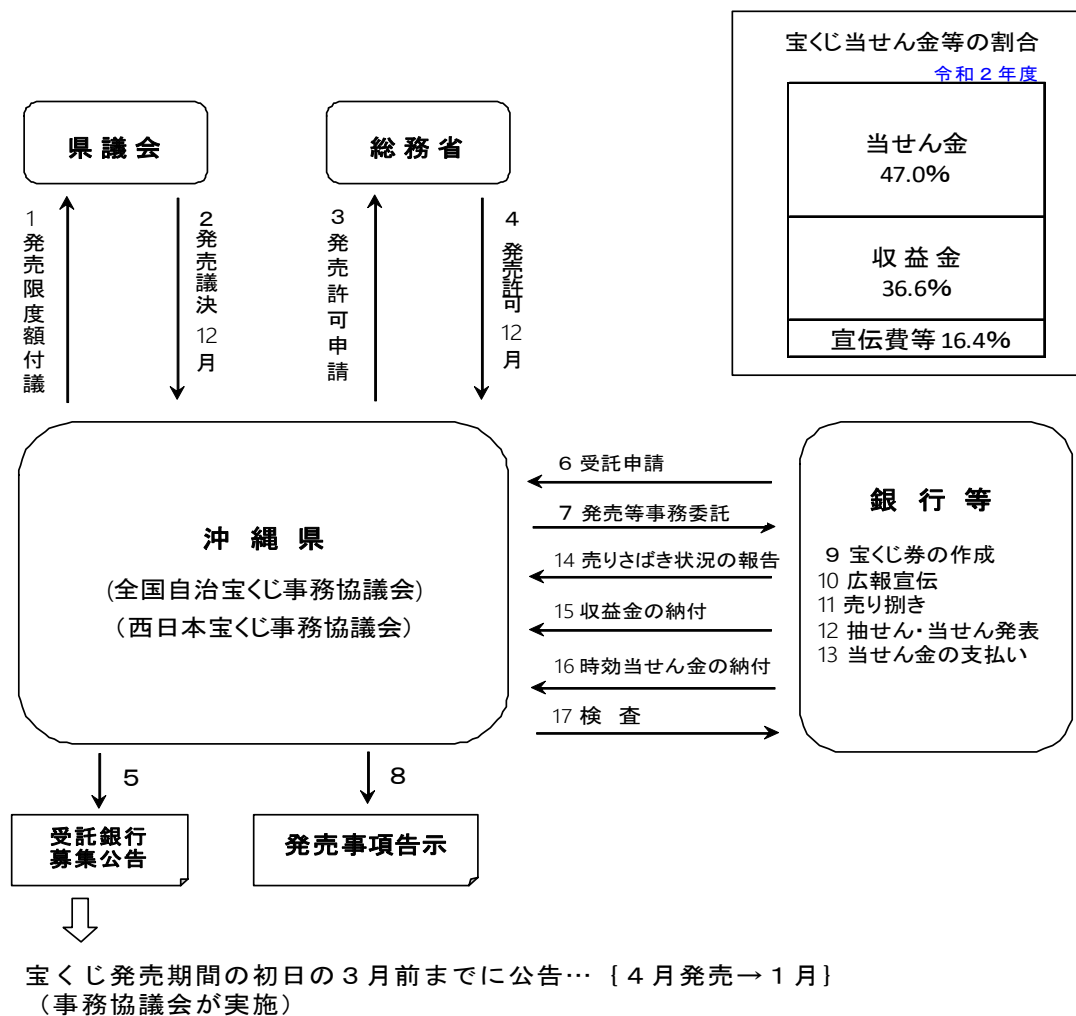 宝くじ当せん金等の割合
令和２年度
当せん金
47.0%
収益金
36.6%
宣伝費等 16.4%
県議会
総務省
1 発売限度額付議
２ 発売議決 12月
３ 発売許可申請
４ 発売許可 12月
沖縄県
(全国自治宝くじ事務協議会)
（西日本宝くじ事務協議会）
６ 受託申請
７ 発売等事務委託
14 売りさばき状況の報告
15 収益金の納付
16 時効当せん金の納付
17 検 査
銀行等
９ 宝くじ券の作成
10 広報宣伝
11 売り捌き
12 抽せん・当せん発表
13 当せん金の支払い
５
８
受託銀行
募集公告
発売事項告示
宝くじ発売期間の初日の３月前までに公告…｛４月発売→１月｝
（事務協議会が実施）